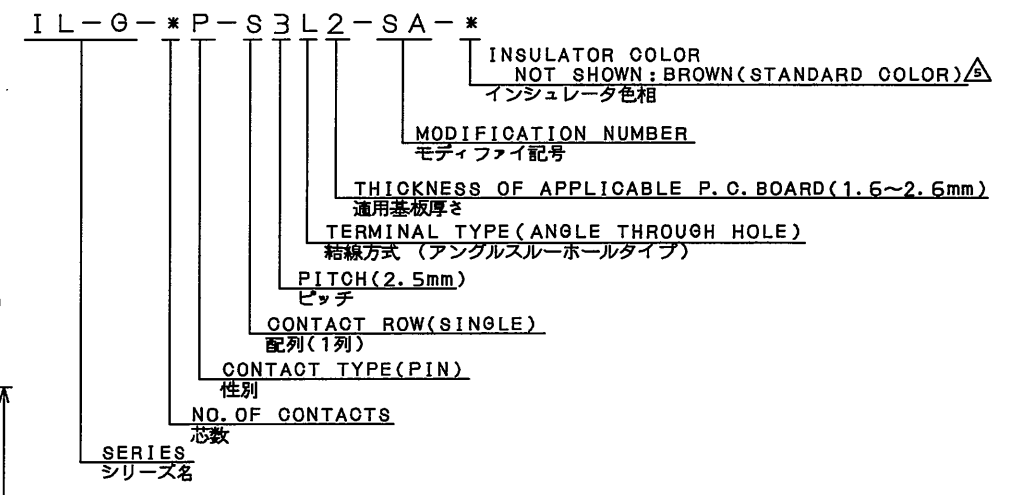 IL-G-*P-S3L2-SA-*
INSULATOR COLOR
NOT SHOWN:BROWN(STANDARD COLOR) 5
インシュレータ色相
MODIFICATION NUMBER
モディファイ記号
THICKNESS OF APPLICABLE P.C.BOARD(1.6~2.6mm)
適用基板厚さ
TERMINAL TYPE(ANGLE THROUGH HOLE)
結線方式 (アングルスルーホールタイプ)
PITCH(2.5mm)
ピッチ
CONTACT ROW(SINGLE)
配列(1列)
CONTACT TYPE(PIN)
性別
NO.OF CONTACTS
芯数
SERIES
シリーズ名